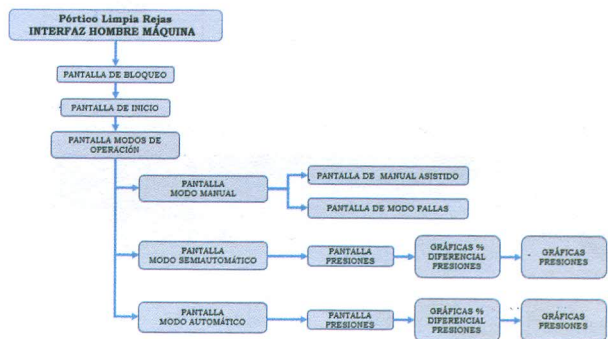 Pórtico Limpia Rejas
INTERFAZ HOMBRE MÁQUINA
PANTALLA DE BLOQUEO
PANTALLA DE INICIO
PANTALLA MODOS DE
OPERACIÓN
PANTALLA
MODO MANUAL
PANTALLA DE MANUAL ASISTIDO
PANTALLA DE MODO FALLAS
PANTALLA
MODO SEMIAUTOMÁTICO
PANTALLA
PRESIONES
GRÁFICAS %
DIFERENCIAL
PRESIONES
GRÁFICAS
PRESIONES
PANTALLA
MODO AUTOMÁTICO
PANTALLA
PRESIONES
GRÁFICAS %
DIFERENCIAL
PRESIONES
GRÁFICAS
PRESIONES